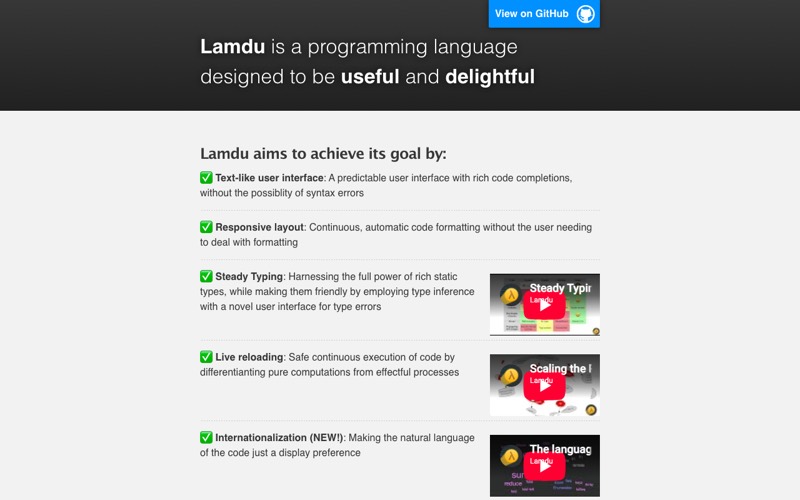 View on GitHub
Lamdu is a programming language
designed to be useful and delightful
Lamdu aims to achieve its goal by:
✅ Text-like user interface: A predictable user interface with rich code completions,
without the possiblity of syntax errors
✅ Responsive layout: Continuous, automatic code formatting without the user needing
to deal with formatting
✅ Steady Typing: Harnessing the full power of rich static
types, while making them friendly by employing type inference
with a novel user interface for type errors
Steady Typin
Lamdu
✅ Live reloading: Safe continuous execution of code by
differentianting pure computations from effectful processes
Scaling the
Lamdu
✅ Internationalization (NEW!): Making the natural language
of the code just a display preference
The languag
Lamdu